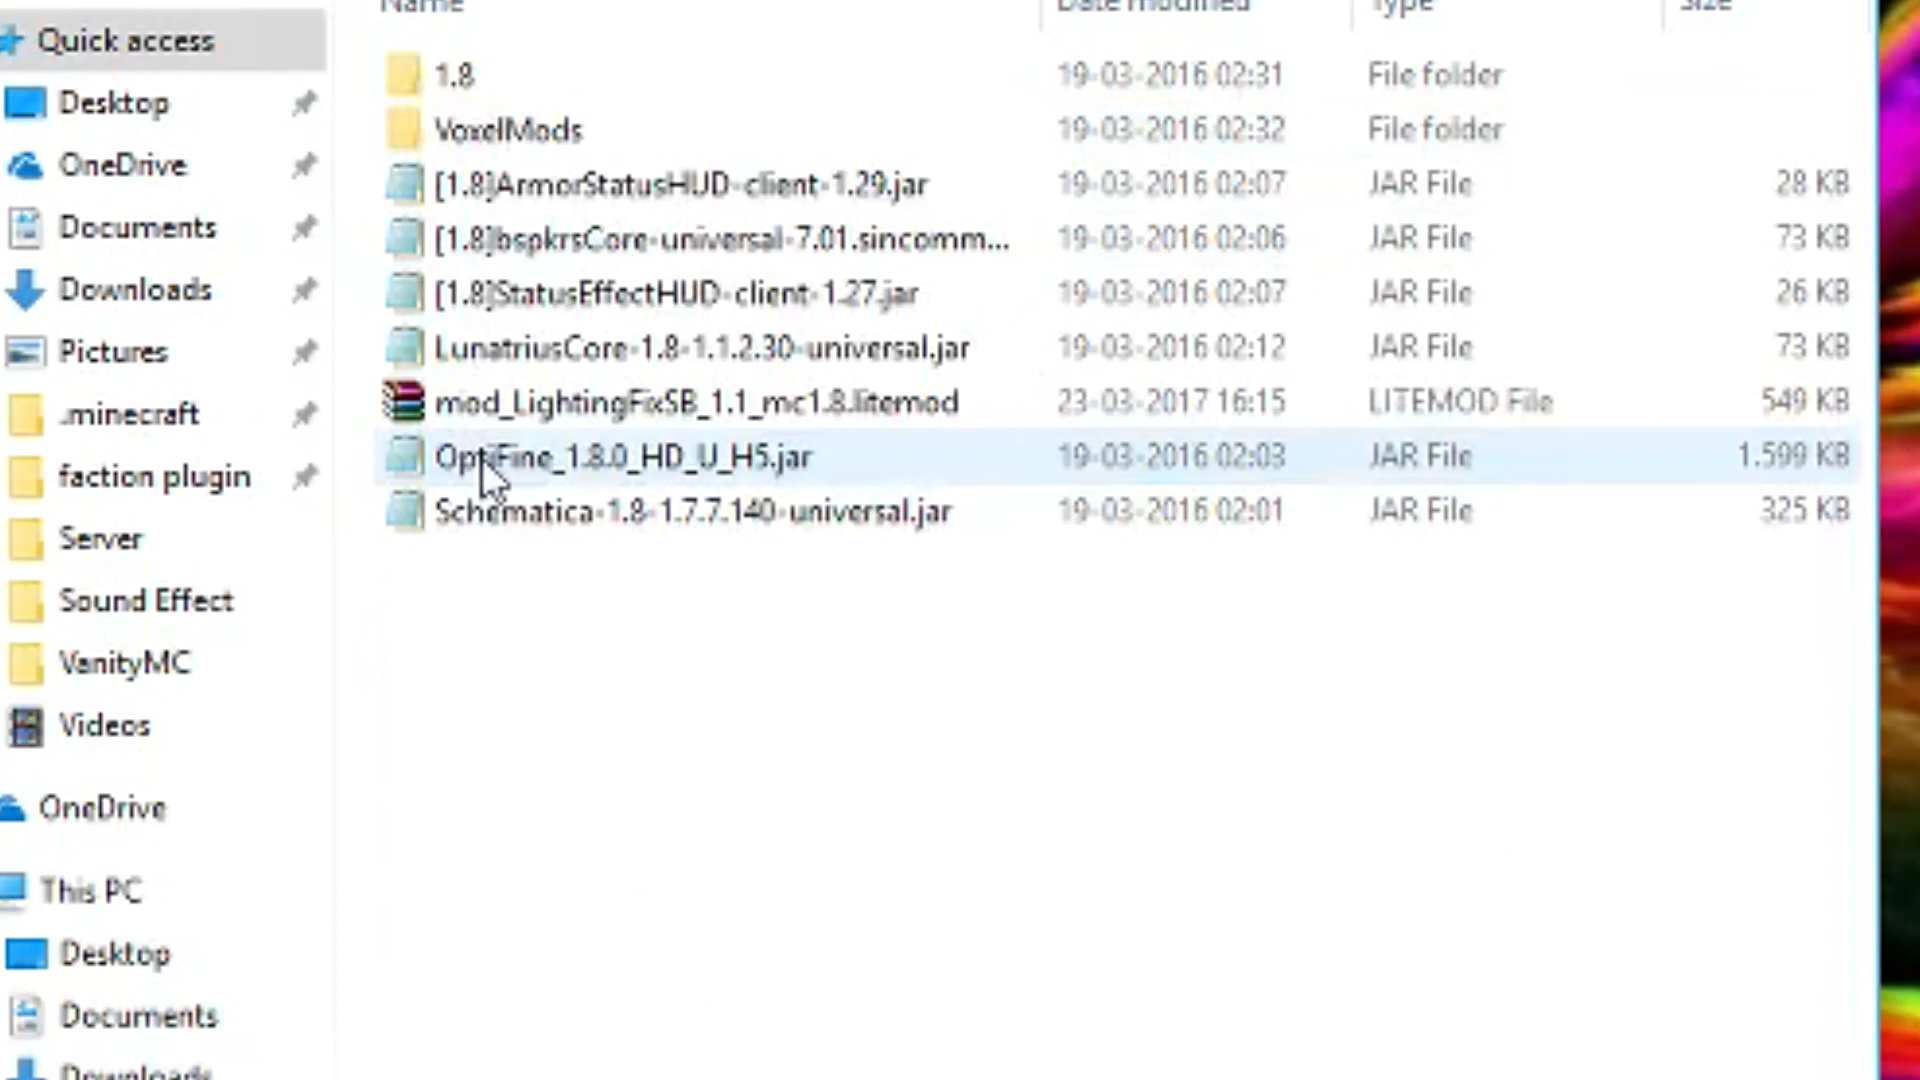 Name Date modified Type Size
Quick access
Desktop
OneDrive
Documents
Downloads
Pictures
.minecraft
faction plugin
Server
Sound Effect
VanityMC
Videos
OneDrive
This PC
Desktop
Documents
Downloads
1.8 19-03-2016 02:31 File folder
VoxelMods 19-03-2016 02:32 File folder
[1.8]ArmorStatusHUD-client-1.29.jar 19-03-2016 02:07 JAR File 28 KB
[1.8]bspkrsCore-universal-7.01.sincomm... 19-03-2016 02:06 JAR File 73 KB
[1.8]StatusEffectHUD-client-1.27.jar 19-03-2016 02:07 JAR File 26 KB
LunatriusCore-1.8-1.1.2.30-universal.jar 19-03-2016 02:12 JAR File 73 KB
mod_LightingFixSB_1.1_mc1.8.litemod 23-03-2017 16:15 LITEMOD File 549 KB
OptiFine_1.8.0_HD_U_H5.jar 19-03-2016 02:03 JAR File 1.599 KB
Schematica-1.8-1.7.7.140-universal.jar 19-03-2016 02:01 JAR File 325 KB